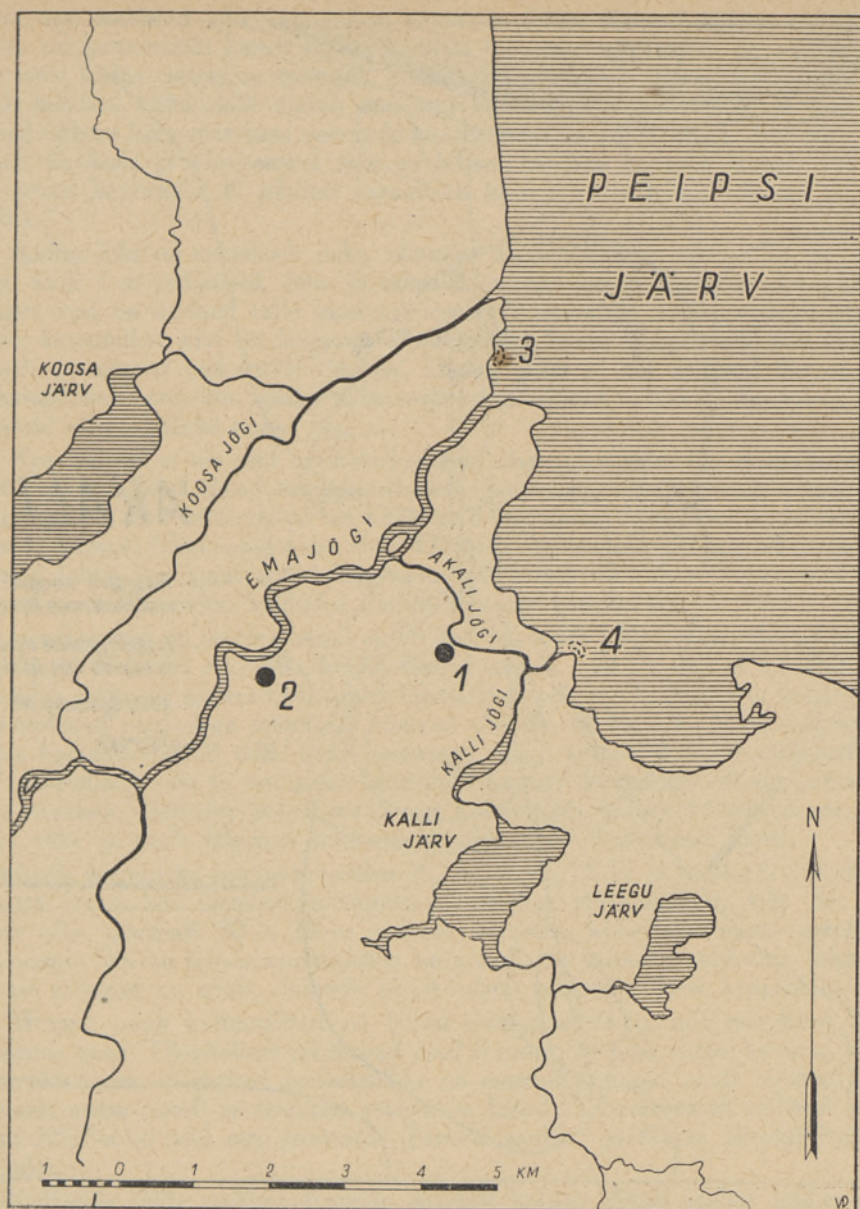 PEIPSI
JÄRV
3
KOOSA
JÄRV
KOOSA JÕGI
EMAJÕGI
AKALI JÕGI
4
1
2
KALLI JÕGI
KALLI
JÄRV
N
LEEGU
JÄRV
1 0 1 2 3 4 5 KM